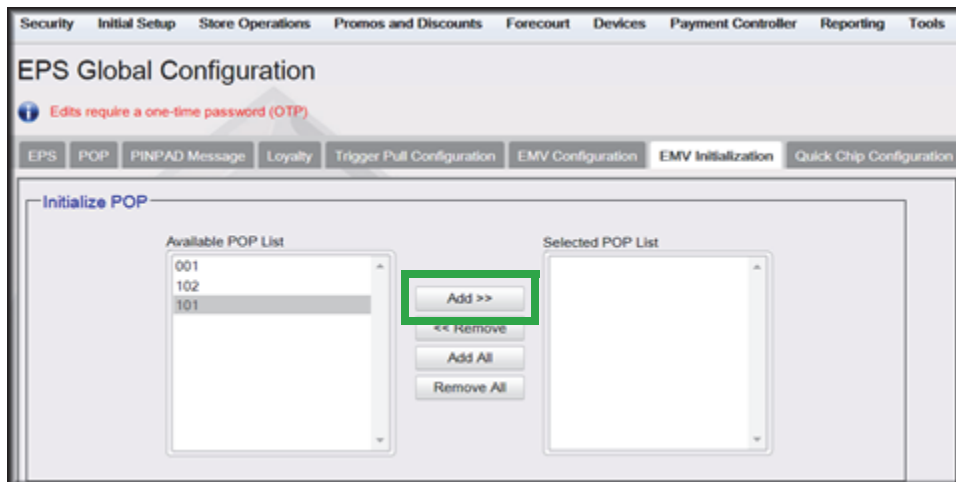 Security Initial Setup Store Operations Promos and Discounts Forecourt Devices Payment Controller Reporting Tools
EPS Global Configuration
Edits require a one-time password (OTP)
EPS POP PINPAD Message Loyalty Trigger Pull Configuration EMV Configuration EMV Initialization Quick Chip Configuration
Initialize POP
Available POP List Selected POP List
001
102
101
Add >>
<< Remove
Add All
Remove All